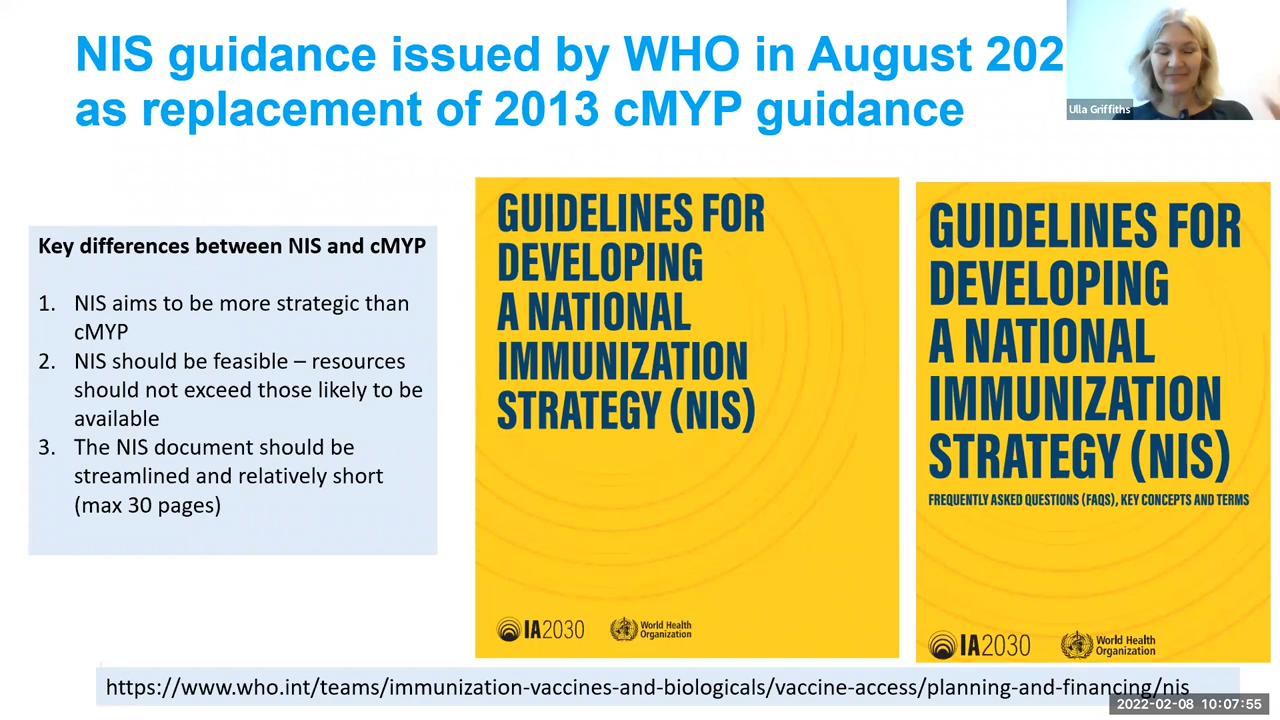 NIS guidance issued by WHO in August 202
as replacement of 2013 cMYP guidance
Ulla Griffiths
Key differences between NIS and cMYP
1. NIS aims to be more strategic than
cMYP
2. NIS should be feasible – resources
should not exceed those likely to be
available
3. The NIS document should be
streamlined and relatively short
(max 30 pages)
GUIDELINES FOR
DEVELOPING
A NATIONAL
IMMUNIZATION
STRATEGY (NIS)
IA2030
World Health
Organization
GUIDELINES FOR
DEVELOPING
A NATIONAL
IMMUNIZATION
STRATEGY (NIS)
FREQUENTLY ASKED QUESTIONS (FAQS), KEY CONCEPTS AND TERMS
IA2030
World Health
Organization
https://www.who.int/teams/immunization-vaccines-and-biologicals/vaccine-access/planning-and-financing/nis
2022-02-08 10:07:55